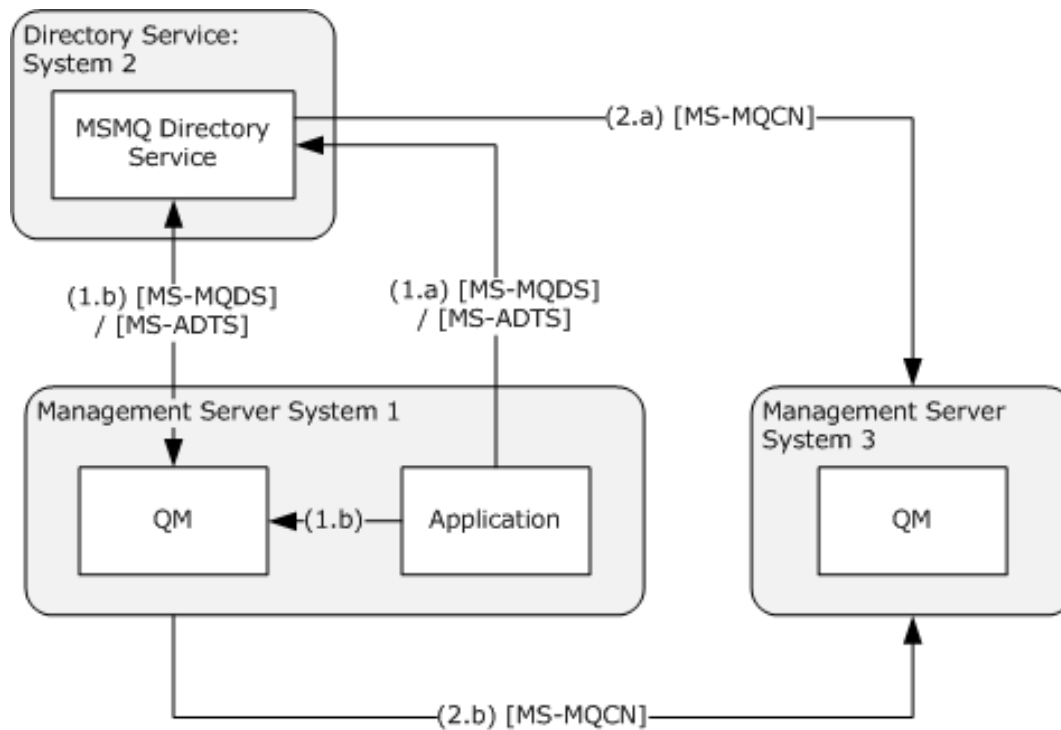 Directory Service:
System 2
MSMQ Directory
Service
(2.a) [MS-MQCN]
(1.b) [MS-MQDS]
/ [MS-ADTS]
(1.a) [MS-MQDS]
/ [MS-ADTS]
Management Server System 1
QM
(1.b)
Application
Management Server
System 3
QM
(2.b) [MS-MQCN]